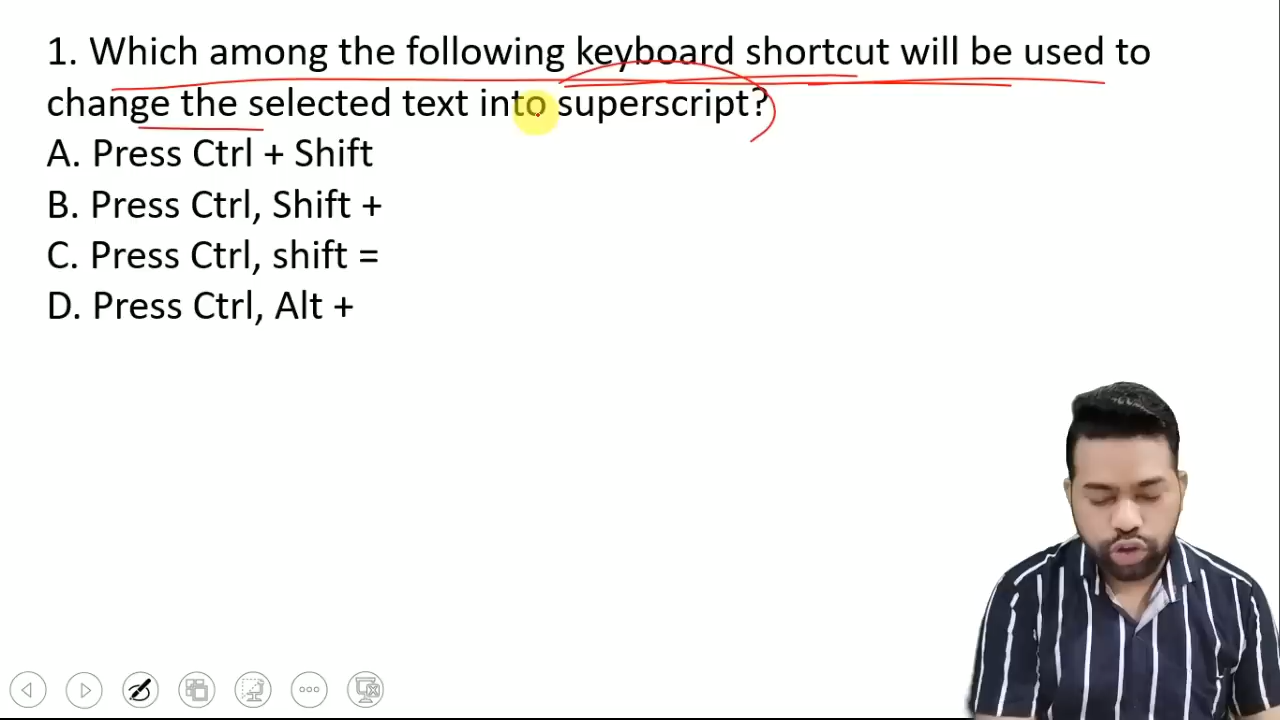 1. Which among the following keyboard shortcut will be used to
change the selected text into superscript?
A. Press Ctrl + Shift
B. Press Ctrl, Shift +
C. Press Ctrl, shift =
D. Press Ctrl, Alt +